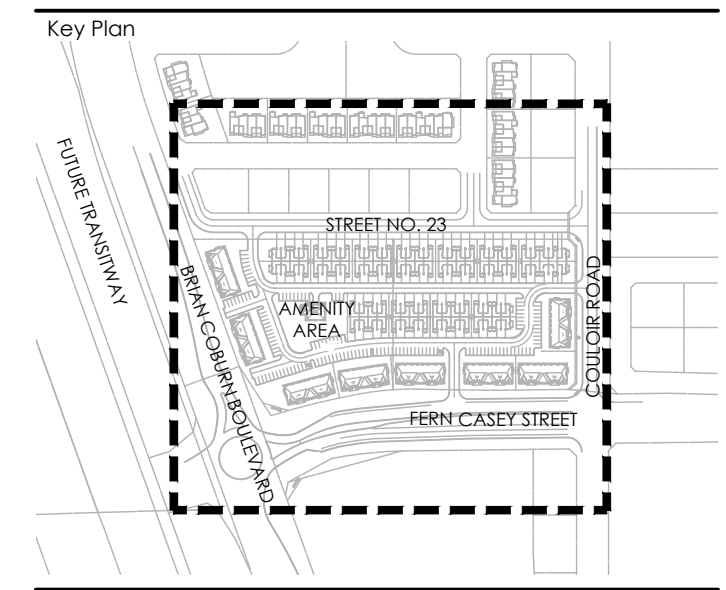 Key Plan
FUTURE TRANSITWAY
STREET NO. 23
BRIAN COBURN BOULEVARD
AMENITY
AREA
COULOIR ROAD
FERN CASEY STREET